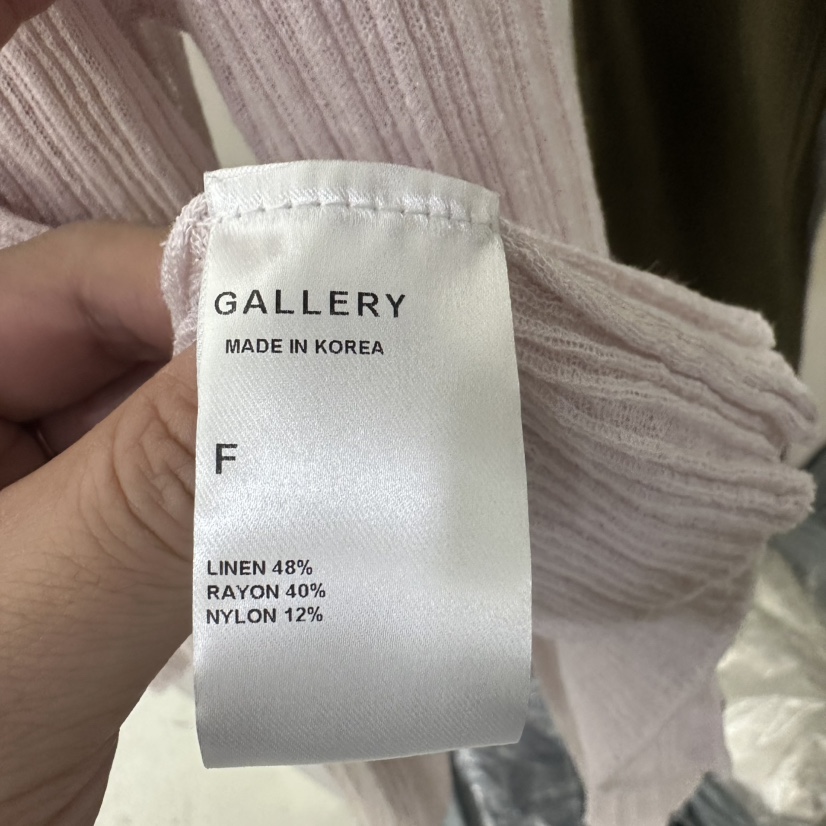 GALLERY
MADE IN KOREA
F
LINEN 48%
RAYON 40%
NYLON 12%